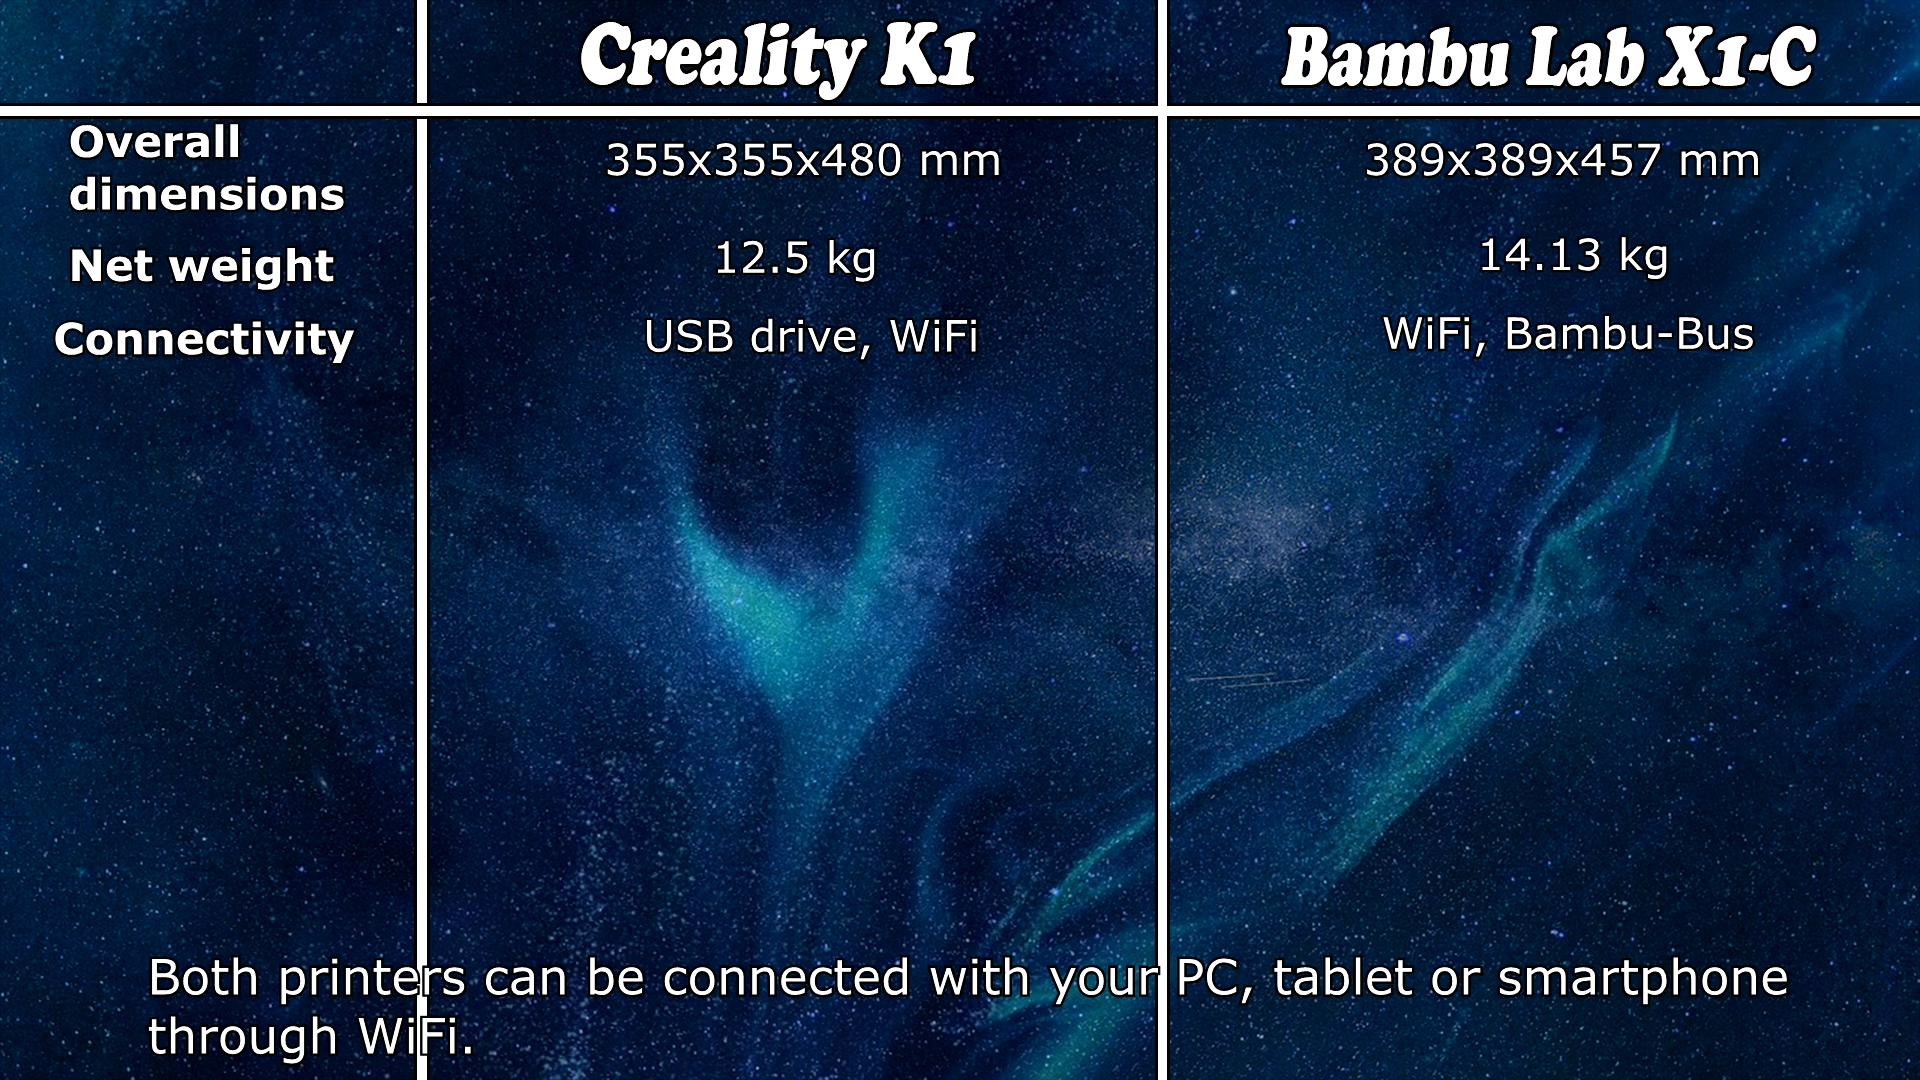 Creality K1 Bambu Lab X1-C
Overall
dimensions 355x355x480 mm 389x389x457 mm
Net weight 12.5 kg 14.13 kg
Connectivity USB drive, WiFi WiFi, Bambu-Bus
Both printers can be connected with your PC, tablet or smartphone
through WiFi.